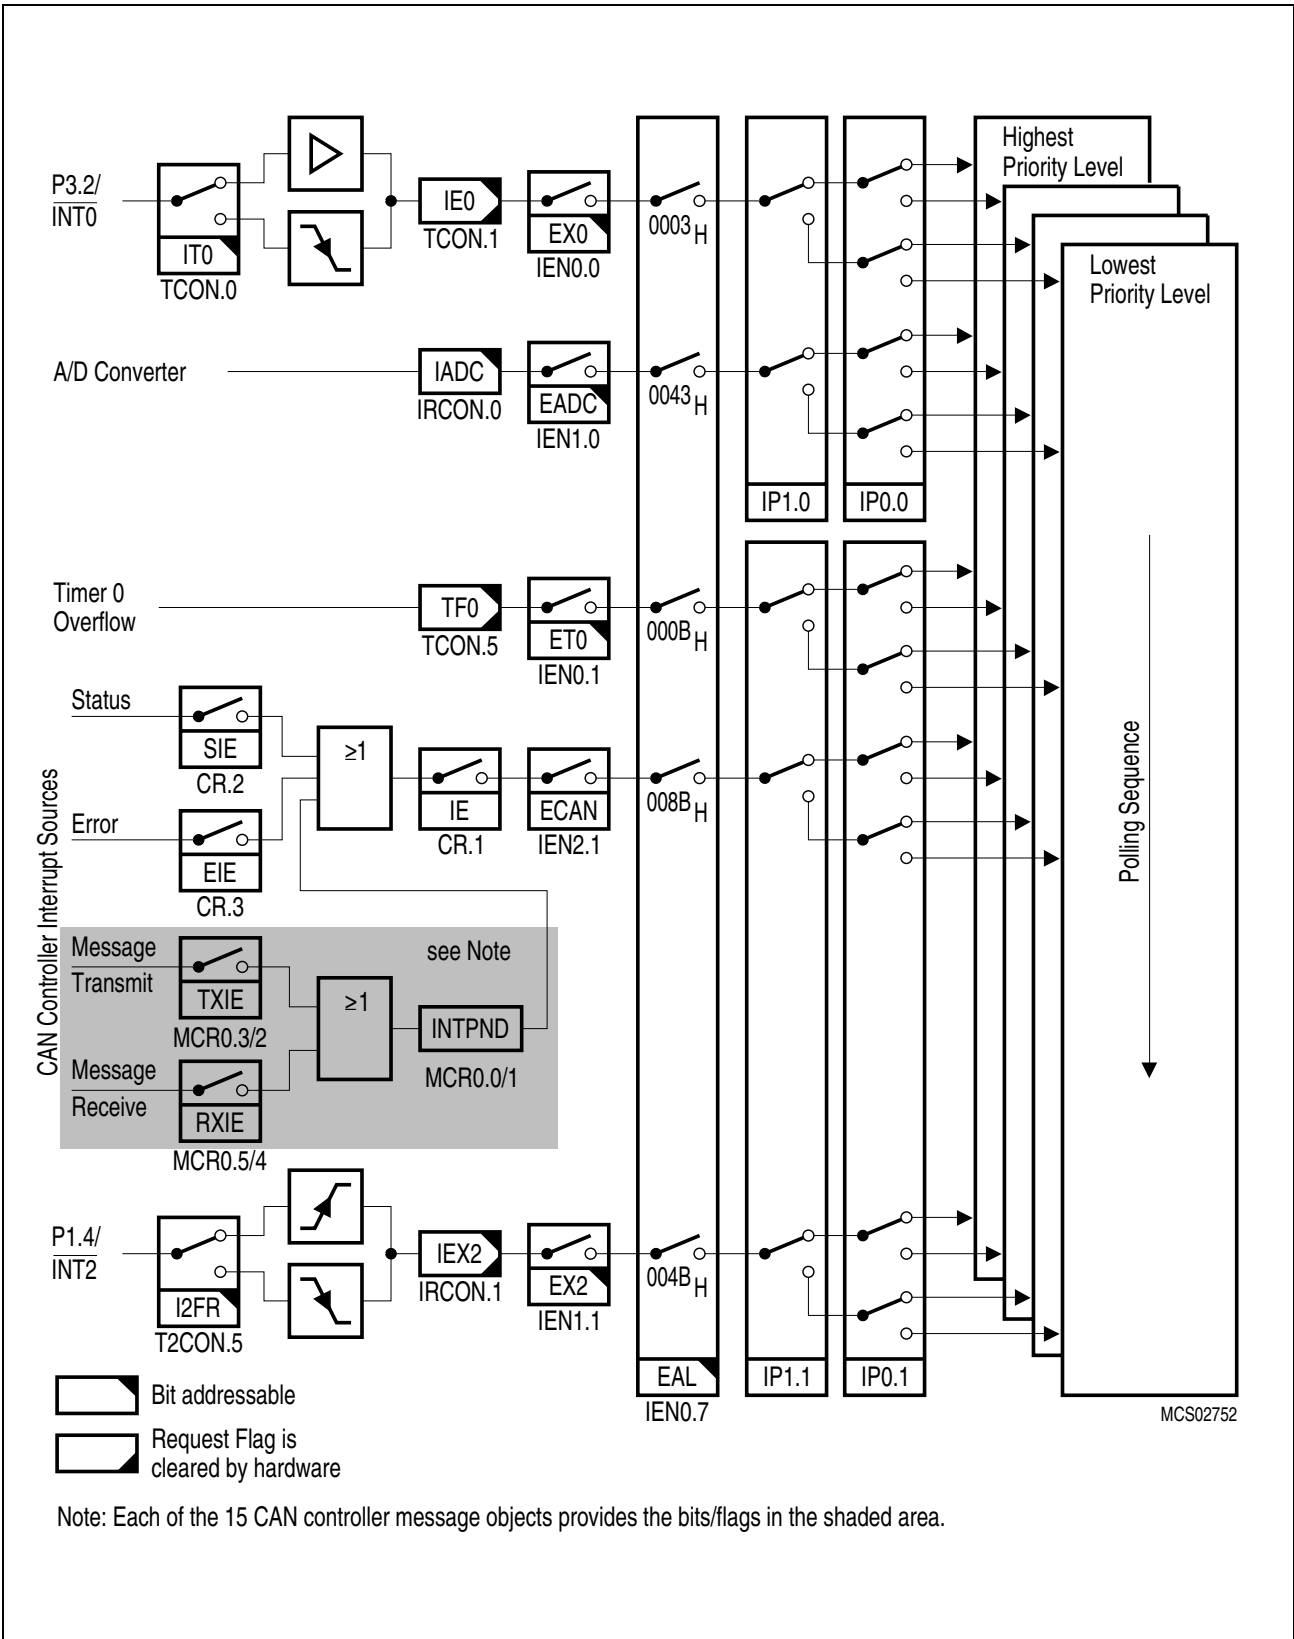 Highest
Priority Level
Lowest
Priority Level
P3.2/
INT0
IT0
TCON.0
IE0
TCON.1
EX0
IEN0.0
0003H
A/D Converter
IADC
IRCON.0
EADC
IEN1.0
0043H
IP1.0
IP0.0
Timer 0
Overflow
TF0
TCON.5
ET0
IEN0.1
000BH
CAN Controller Interrupt Sources
Status
SIE
CR.2
Error
EIE
CR.3
≥1
IE
CR.1
ECAN
IEN2.1
008BH
Message
Transmit
TXIE
MCR0.3/2
Message
Receive
RXIE
MCR0.5/4
≥1
see Note
INTPND
MCR0.0/1
Polling Sequence
P1.4/
INT2
I2FR
T2CON.5
IEX2
IRCON.1
EX2
IEN1.1
004BH
EAL
IEN0.7
IP1.1
IP0.1
MCS02752
Bit addressable
Request Flag is
cleared by hardware
Note: Each of the 15 CAN controller message objects provides the bits/flags in the shaded area.